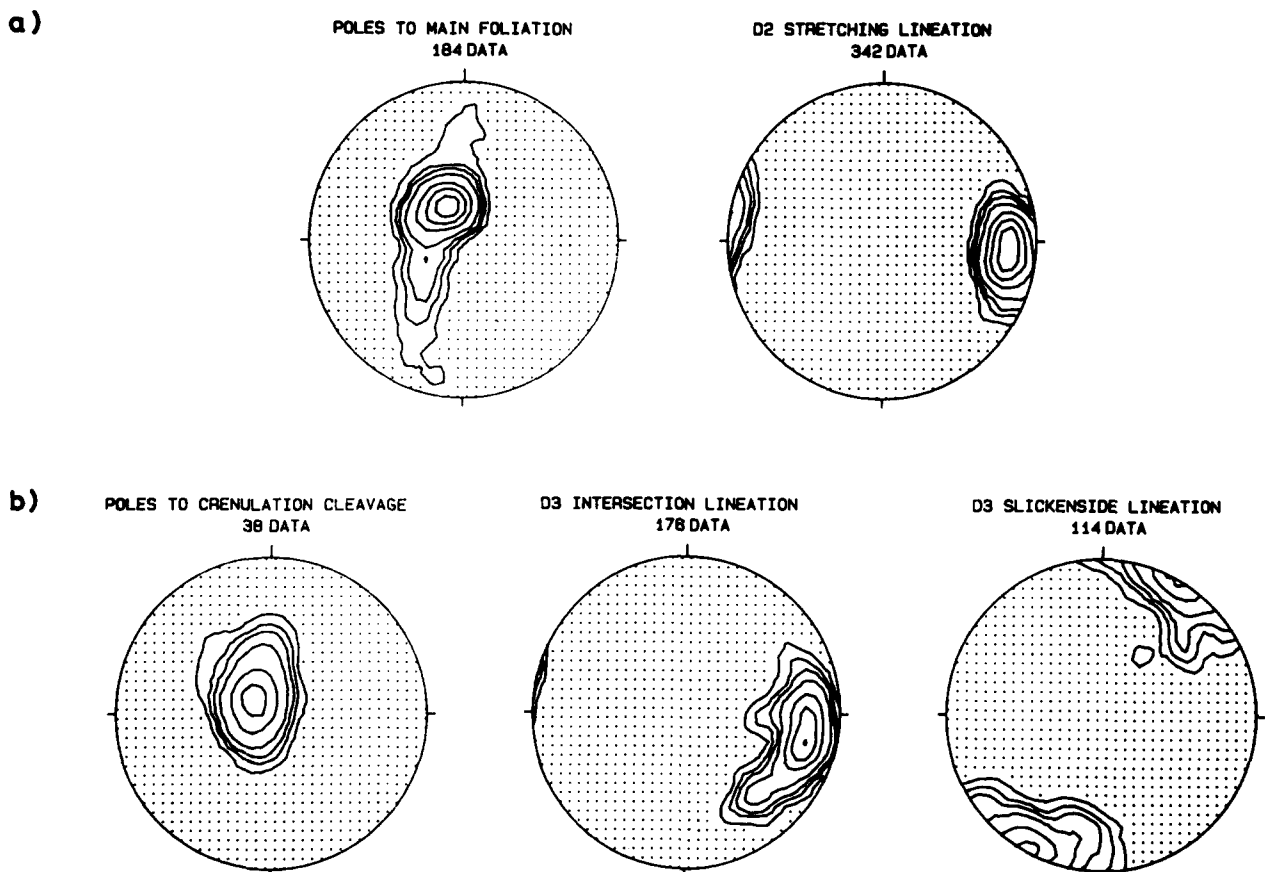 a)
POLES TO MAIN FOLIATION
184 DATA
D2 STRETCHING LINEATION
342 DATA
b)
POLES TO CRENULATION CLEAVAGE
38 DATA
D3 INTERSECTION LINEATION
178 DATA
D3 SLICKENSIDE LINEATION
114 DATA